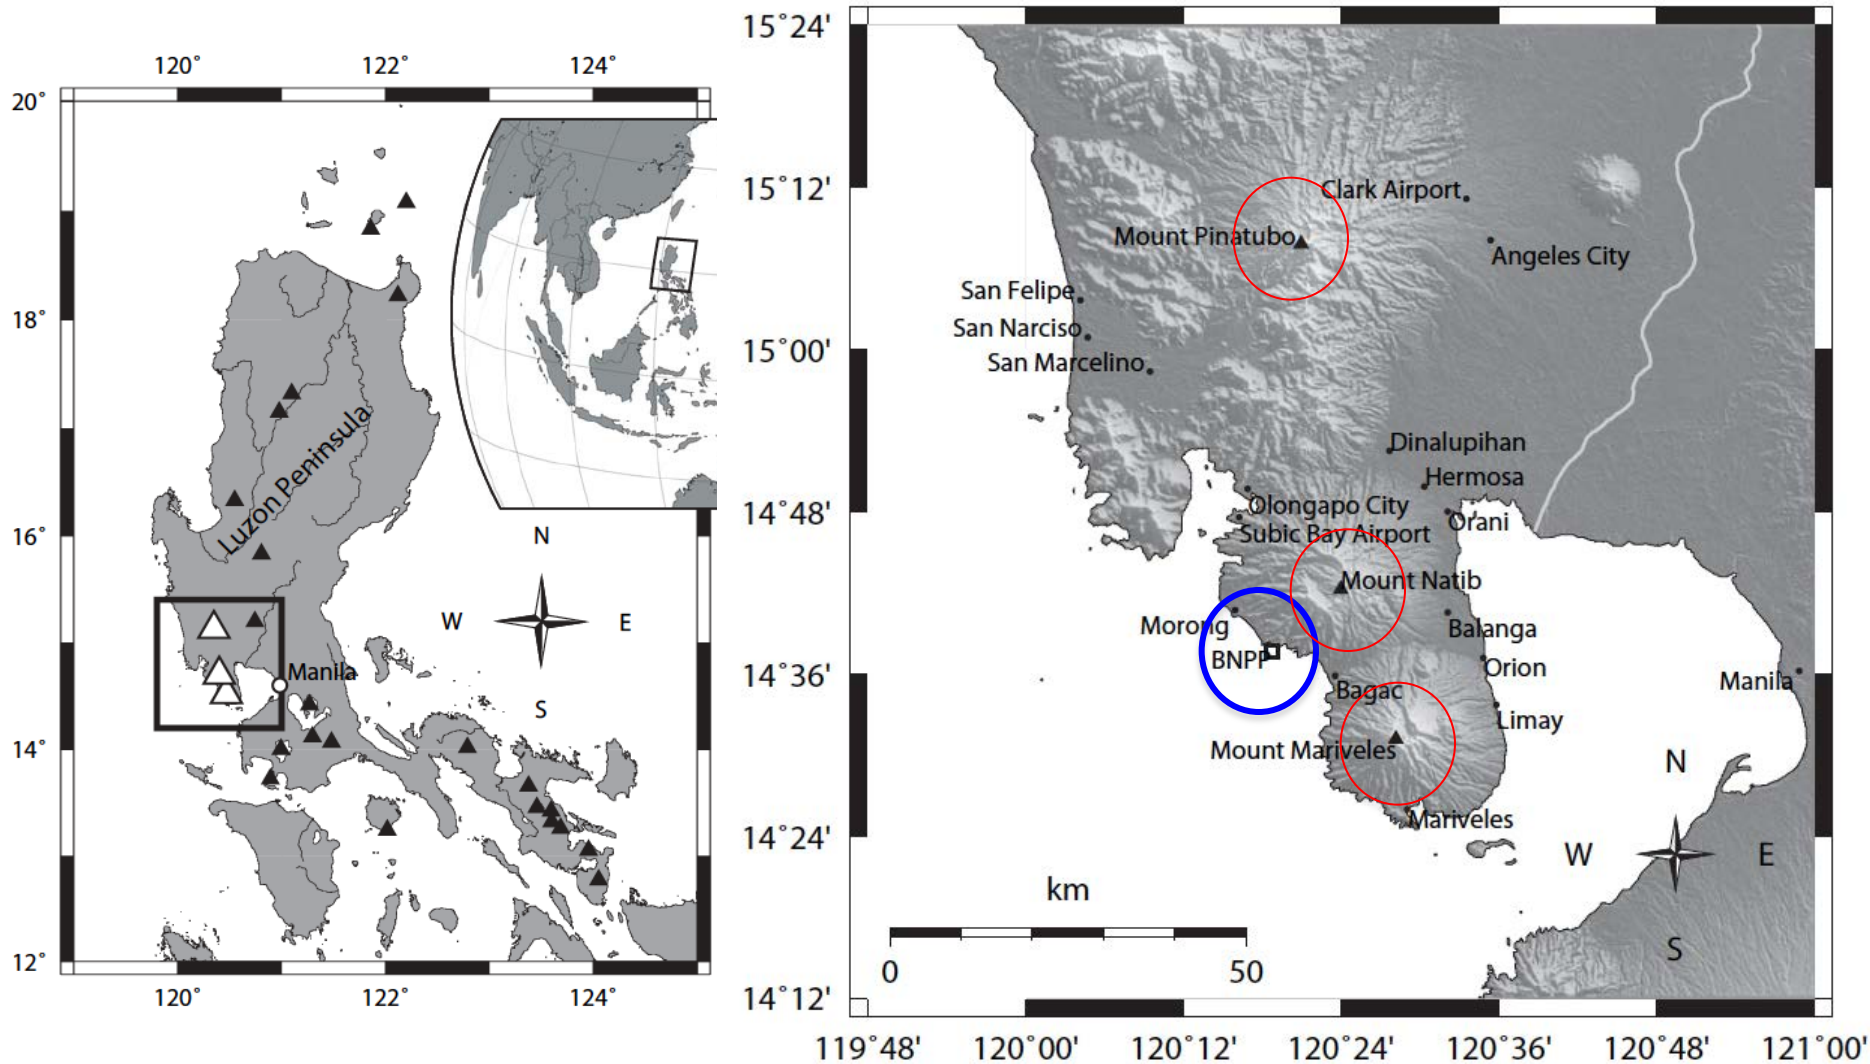 120˚
122˚
124˚
20˚
18˚
16˚
14˚
12˚
120˚
122˚
124˚
Luzon Peninsula
Manila
N
W
E
S
15˚24'
15˚12'
15˚00'
14˚48'
14˚36'
14˚24'
14˚12'
119˚48'
120˚00'
120˚12'
120˚24'
120˚36'
120˚48'
121˚00'
Clark Airport
Mount Pinatubo
Angeles City
San Felipe
San Narciso
San Marcelino
Dinalupihan
Hermosa
Olongapo City
Orani
Subic Bay Airport
Mount Natib
Morong
Balanga
BNPP
Orion
Bagac
Manila
Limay
Mount Mariveles
Mariveles
N
W
E
S
km
0
50